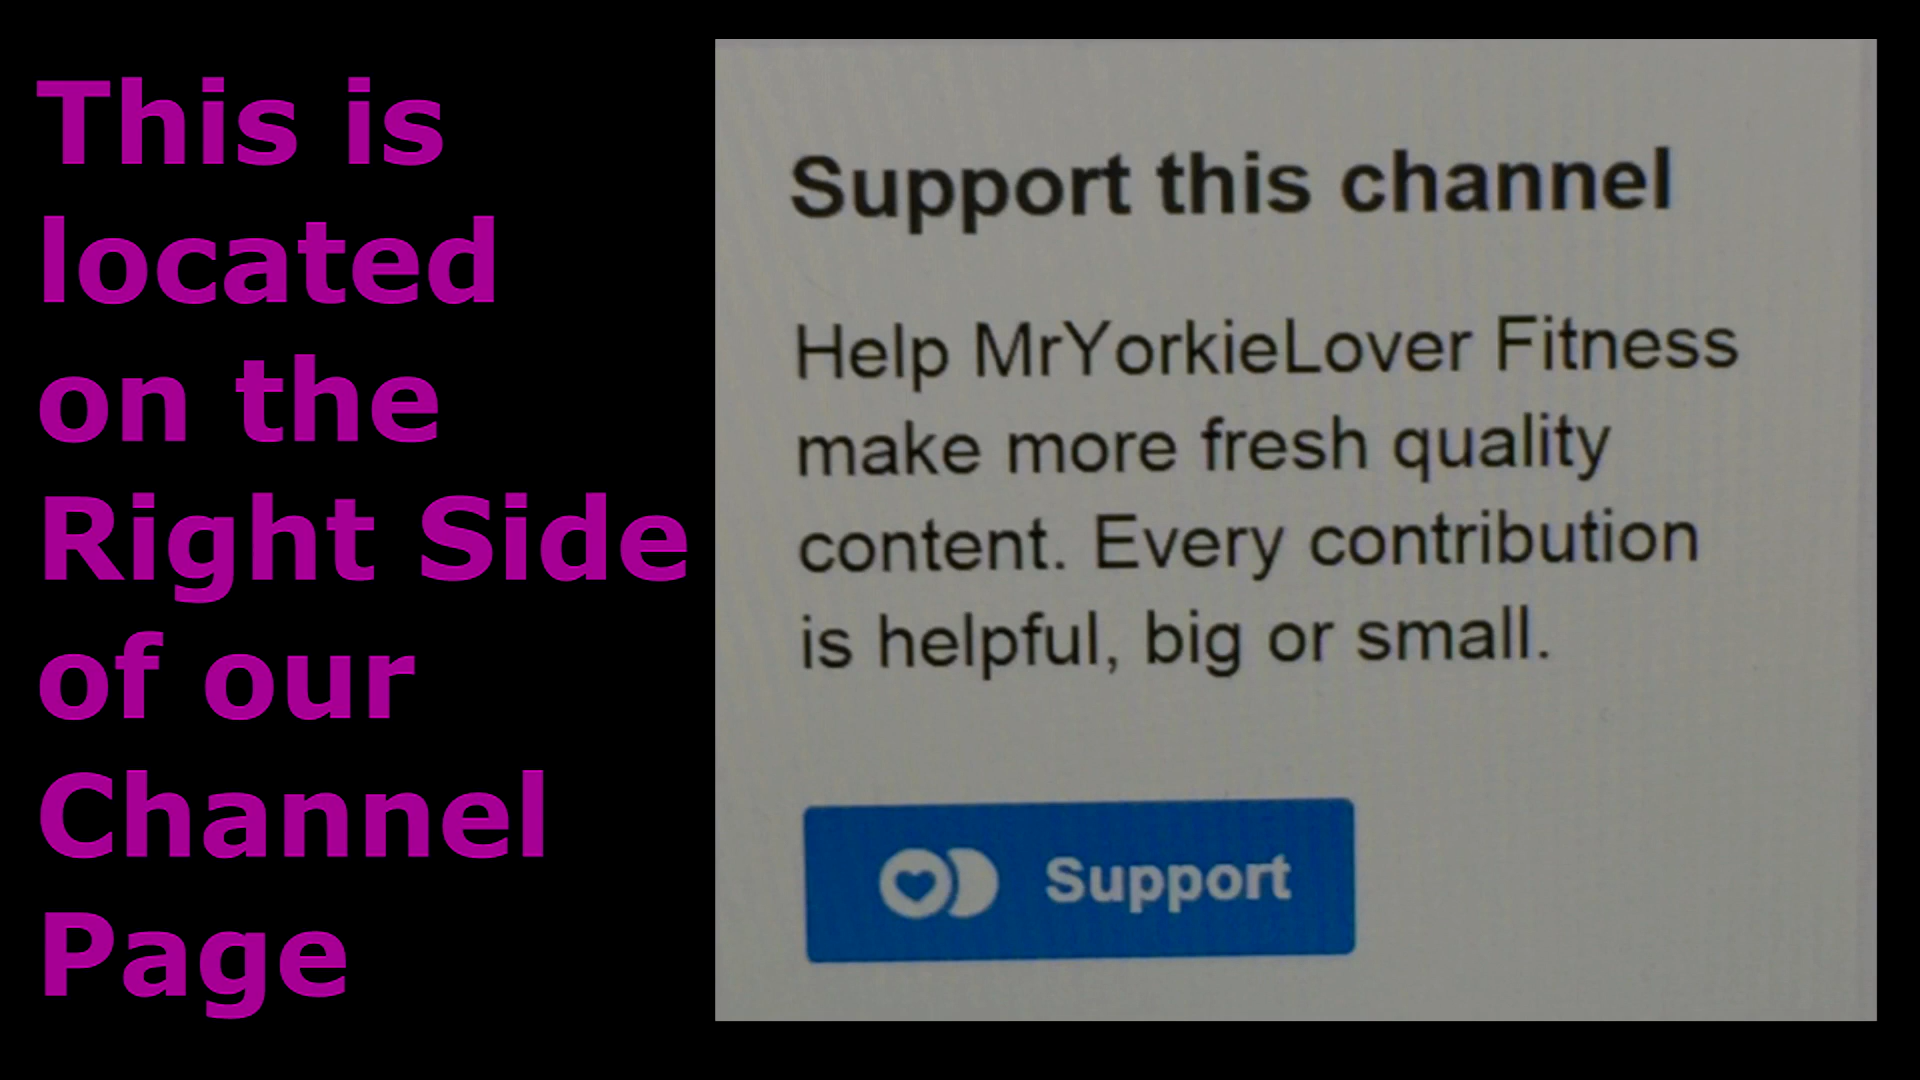 This is
located
on the
Right Side
of our
Channel
Page
Support this channel
Help MrYorkieLover Fitness
make more fresh quality
content. Every contribution
is helpful, big or small.
Support